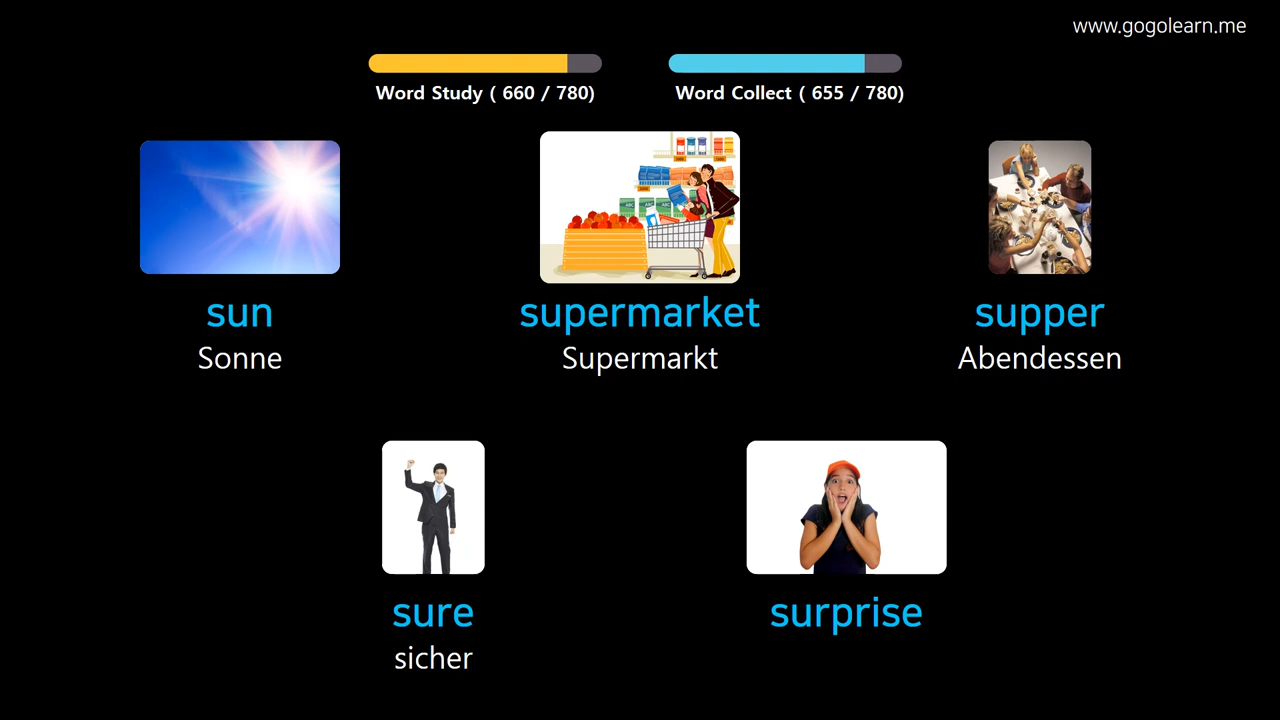 www.gogolearn.me
Word Study ( 660 / 780)
Word Collect ( 655 / 780)
sun
Sonne
supermarket
Supermarkt
supper
Abendessen
sure
sicher
surprise